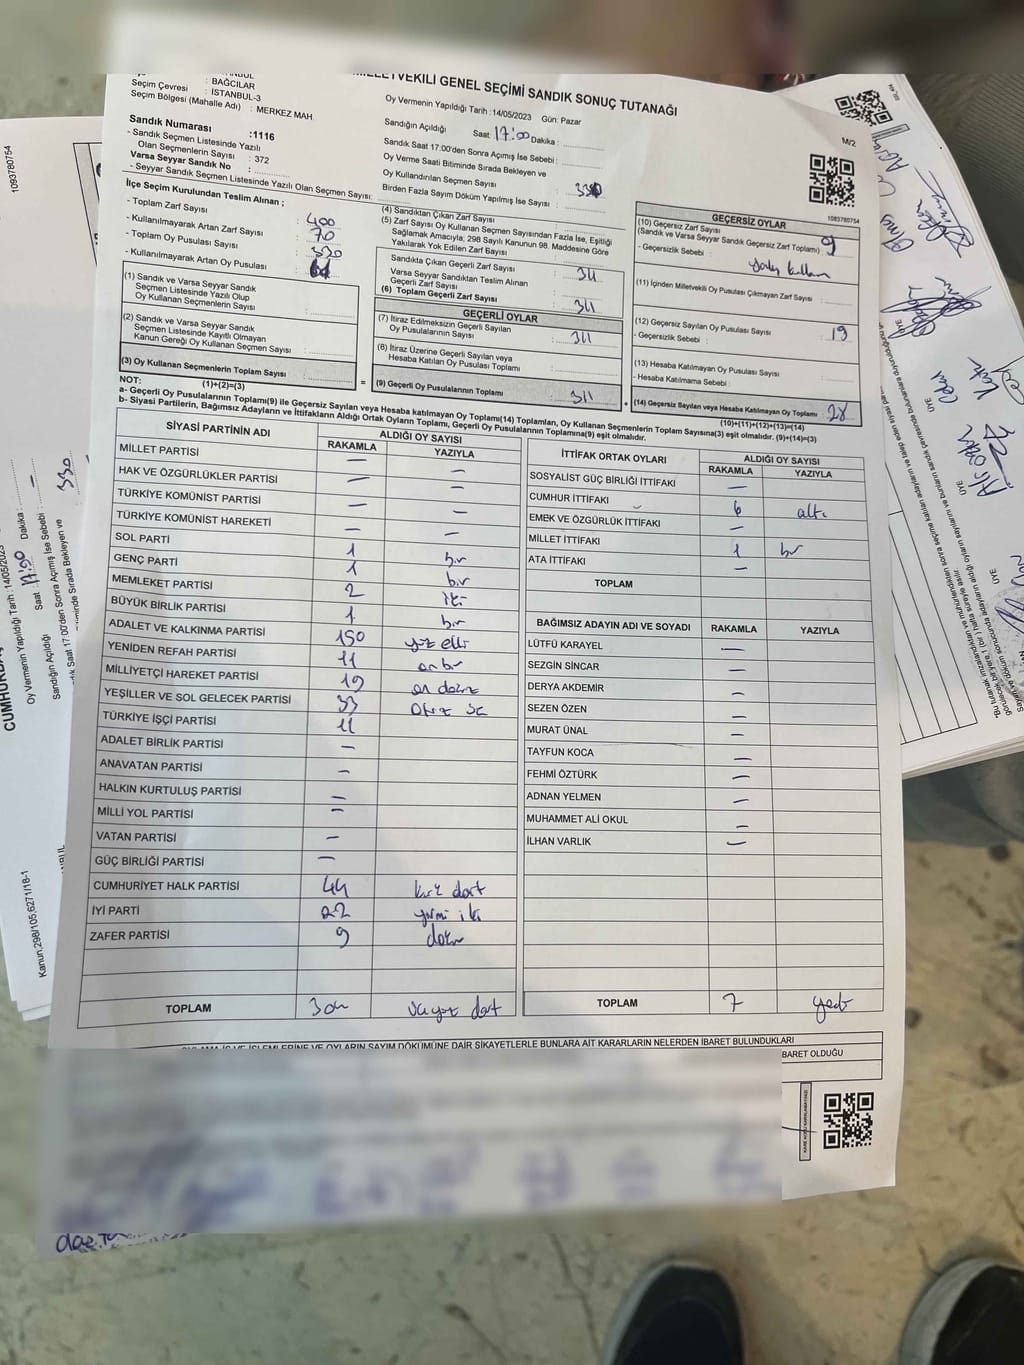 MİLLETVEKİLİ GENEL SEÇİMİ SANDIK SONUÇ TUTANAĞI
: BAĞCILAR
Seçim Çevresi : İSTANBUL-3
Seçim Bölgesi (Mahalle Adı) : MERKEZ MAH.
Sandık Numarası :1116
- Sandık Seçmen Listesinde Yazılı
Olan Seçmenlerin Sayısı : 372
Varsa Seyyar Sandık No :
- Seyyar Sandık Seçmen Listesinde Yazılı Olan Seçmen Sayısı:
Oy Vermenin Yapıldığı Tarih :14/05/2023 Gün: Pazar
Sandığın Açıldığı Saat: 17:00 Dakika :
Sandık Saat 17:00'den Sonra Açımış İse Sebebi :
Oy Verme Saati Bitiminde Sırada Bekleyen ve
Oy Kullandırılan Seçmen Sayısı :
Birden Fazla Sayım Döküm Yapılmış İse Sayısı :
M/2
1093780754
İlçe Seçim Kurulundan Teslim Alınan ;
- Toplam Zarf Sayısı : 400
- Kullanılmayarak Artan Zarf Sayısı : 70
- Toplam Oy Pusulası Sayısı : 330
- Kullanılmayarak Artan Oy Pusulası :
(1) Sandık ve Varsa Seyyar Sandık
Seçmen Listesinde Yazılı Olup
Oy Kullanan Seçmenlerin Sayısı :
(2) Sandık ve Varsa Seyyar Sandık
Seçmen Listesinde Kayıtlı Olmayan
Kanun Gereği Oy Kullanan Seçmen Sayısı :
(3) Oy Kullanan Seçmenlerin Toplam Sayısı :
(4) Sandıktan Çıkan Zarf Sayısı :
(5) Zarf Sayısı Oy Kullanan Seçmen Sayısından Fazla İse, Eşitliği
Sağlamak Amacıyla; 298 Sayılı Kanunun 98. Maddesine Göre
Yakılarak Yok Edilen Zarf Sayısı :
Sandıkta Çıkan Geçerli Zarf Sayısı : 311
Varsa Seyyar Sandıktan Teslim Alınan
Geçerli Zarf Sayısı :
(6) Toplam Geçerli Zarf Sayısı : 311
GEÇERLİ OYLAR
(7) İtiraz Edilmeksizin Geçerli Sayılan
Oy Pusulalarının Sayısı : 311
(8) İtiraz Üzerine Geçerli Sayılan veya
Hesaba Katılan Oy Pusulası Toplamı :
(9) Geçerli Oy Pusulalarının Toplamı : 311
GEÇERSİZ OYLAR
(10) Geçersiz Zarf Sayısı
(Sandık ve Varsa Seyyar Sandık Geçersiz Zarf Toplamı) : 9
- Geçersizlik Sebebi :
(11) İçinden Milletvekili Oy Pusulası Çıkmayan Zarf Sayısı :
(12) Geçersiz Sayılan Oy Pusulası Sayısı : 19
- Geçersizlik Sebebi :
(13) Hesaba Katılmayan Oy Pusulası Sayısı :
- Hesaba Katılmama Sebebi :
(14) Geçersiz Sayılan veya Hesaba Katılmayan Oy Pusulası Toplamı : 28
NOT: (1)+(2)=(3)
(10)+(11)+(12)+(13)=(14)
a- Geçerli Oy Pusulalarının Toplamı(9) ile Geçersiz Sayılan veya Hesaba katılmayan Oy Toplamı(14) Toplamları, Oy Kullanan Seçmenlerin Toplam Sayısına(3) eşit olmalıdır. (9)+(14)=(3)
b- Siyasi Partilerin, Bağımsız Adayların ve İttifakların Aldığı Ortak Oyların Toplamı, Geçerli Oy Pusulalarının Toplamına(9) eşit olmalıdır.
SİYASİ PARTİNİN ADI ALDIĞI OY SAYISI
RAKAMLA YAZIYLA
MİLLET PARTİSİ —
HAK VE ÖZGÜRLÜKLER PARTİSİ — —
TÜRKİYE KOMÜNİST PARTİSİ — —
TÜRKİYE KOMÜNİST HAREKETİ — —
SOL PARTİ 1 —
GENÇ PARTİ 1 bir
MEMLEKET PARTİSİ 2 bir
BÜYÜK BİRLİK PARTİSİ 1 iki
ADALET VE KALKINMA PARTİSİ 150 bir
YENİDEN REFAH PARTİSİ 11 yüz elli
MİLLİYETÇİ HAREKET PARTİSİ 19 on bir
YEŞİLLER VE SOL GELECEK PARTİSİ 33 on dokuz
TÜRKİYE İŞÇİ PARTİSİ 11 Otuz üç
ADALET BİRLİK PARTİSİ —
ANAVATAN PARTİSİ —
HALKIN KURTULUŞ PARTİSİ —
MİLLİ YOL PARTİSİ —
VATAN PARTİSİ —
GÜÇ BİRLİĞİ PARTİSİ —
CUMHURİYET HALK PARTİSİ 44 kırk dört
İYİ PARTİ 22 yirmi iki
ZAFER PARTİSİ 9 dokuz
TOPLAM 304 üçyüz dört
İTTİFAK ORTAK OYLARI ALDIĞI OY SAYISI
RAKAMLA YAZIYLA
SOSYALİST GÜÇ BİRLİĞİ İTTİFAKI —
CUMHUR İTTİFAKI 6 altı
EMEK VE ÖZGÜRLÜK İTTİFAKI —
MİLLET İTTİFAKI 1 bir
ATA İTTİFAKI —
TOPLAM
BAĞIMSIZ ADAYIN ADI VE SOYADI RAKAMLA YAZIYLA
LÜTFÜ KARAYEL —
SEZGİN SİNCAR —
DERYA AKDEMİR —
SEZEN ÖZEN —
MURAT ÜNAL —
TAYFUN KOCA —
FEHMİ ÖZTÜRK —
ADNAN YELMEN —
MUHAMMET ALİ OKUL —
İLHAN VARLIK —
TOPLAM 7 yedi
OYLARIN SAYIM DÖKÜMÜNE DAİR ŞİKAYETLERLE BUNLARA AİT KARARLARIN NELERDEN İBARET BULUNDUKLARI
BARET OLDUĞU
1093780754
Oy Vermenin Yapıldığı Tarih :14/05/2023
Sandığın Açıldığı Saat: 17:00 Dakika :
Sandık Saat 17:00'den Sonra Açımış İse Sebebi :
330
Kanun:298/105,6271/18-1
ÜYE
ÜYE
ÜYE
ÜYE